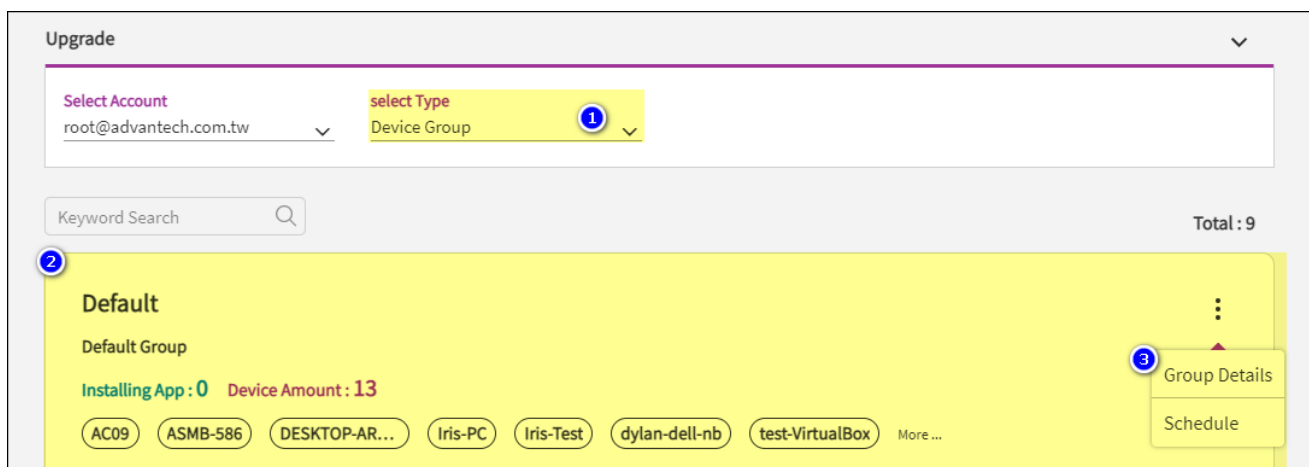 Upgrade
Select Account
select Type
root@advantech.com.tw
Device Group
1
Keyword Search
Total : 9
2
Default
Default Group
3
Group Details
Installing App : 0 Device Amount : 13
Schedule
AC09 ASMB-586 DESKTOP-AR... Iris-PC Iris-Test dylan-dell-nb test-VirtualBox More ...